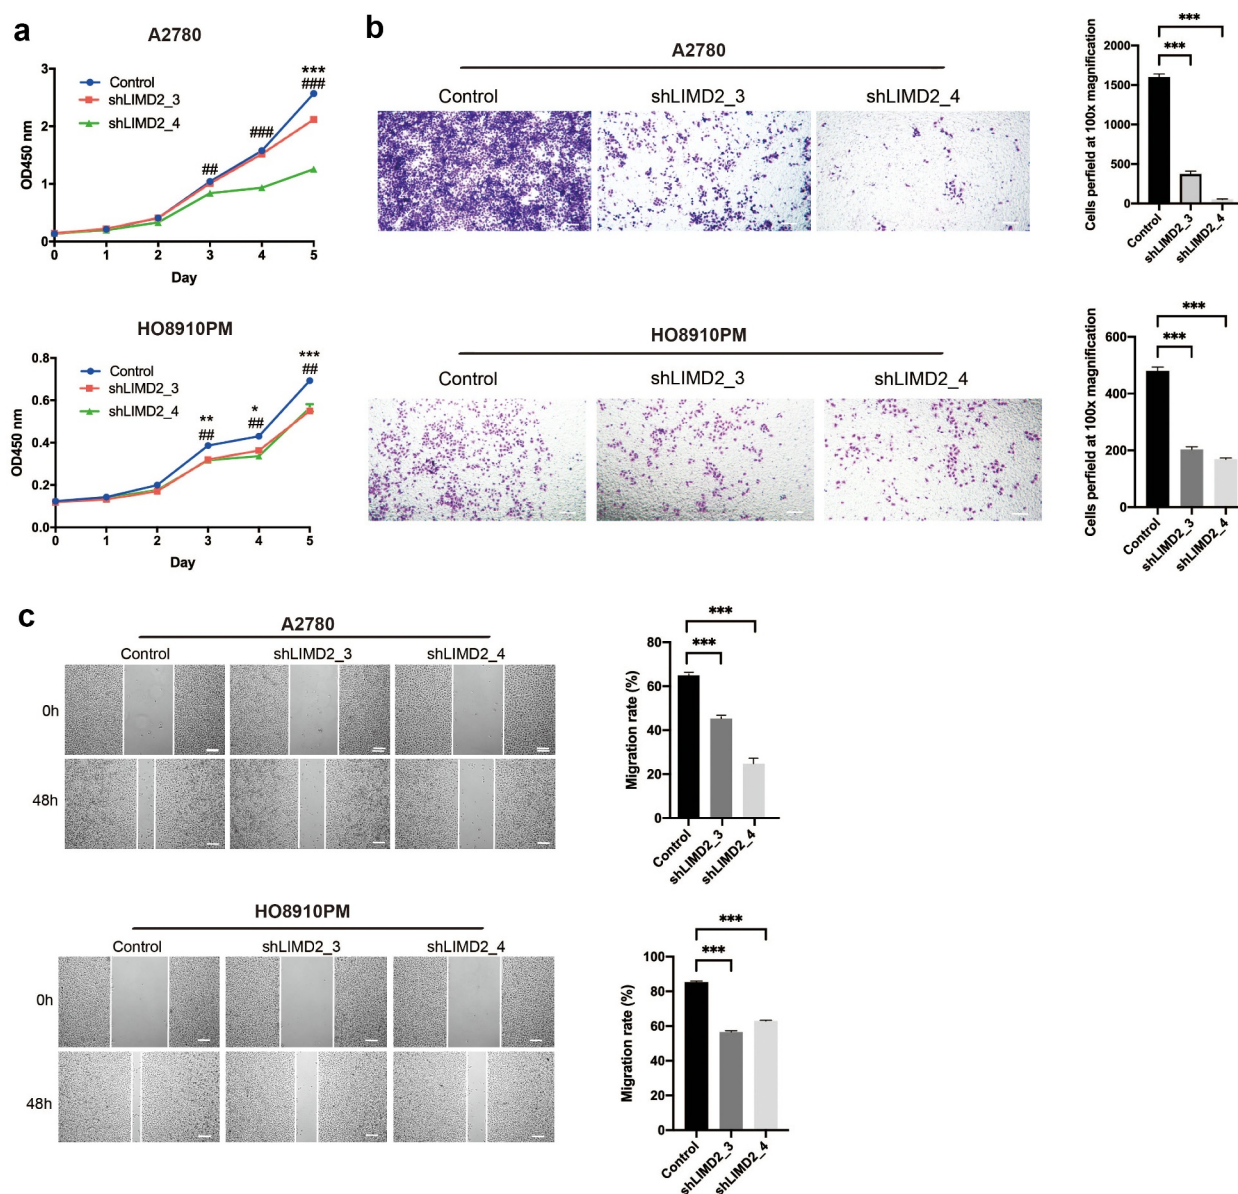 a
A2780
3
2
1
0
OD450 nm
Control
shLIMD2_3
shLIMD2_4
##
###
***
###
0 1 2 3 4 5
Day
HO8910PM
0.8
0.6
0.4
0.2
0.0
OD450 nm
Control
shLIMD2_3
shLIMD2_4
**
##
*
##
***
##
0 1 2 3 4 5
Day
b
A2780
Control shLIMD2_3 shLIMD2_4
***
***
2000
1500
1000
500
0
Cells perfield at 100x magnification
Control
shLIMD2_3
shLIMD2_4
HO8910PM
Control shLIMD2_3 shLIMD2_4
***
***
600
400
200
0
Cells perfield at 100x magnification
Control
shLIMD2_3
shLIMD2_4
c
A2780
Control shLIMD2_3 shLIMD2_4
0h
48h
***
***
80
60
40
20
0
Migration rate (%)
Control
shLIMD2_3
shLIMD2_4
HO8910PM
Control shLIMD2_3 shLIMD2_4
0h
48h
***
***
100
80
60
40
20
0
Migration rate (%)
Control
shLIMD2_3
shLIMD2_4